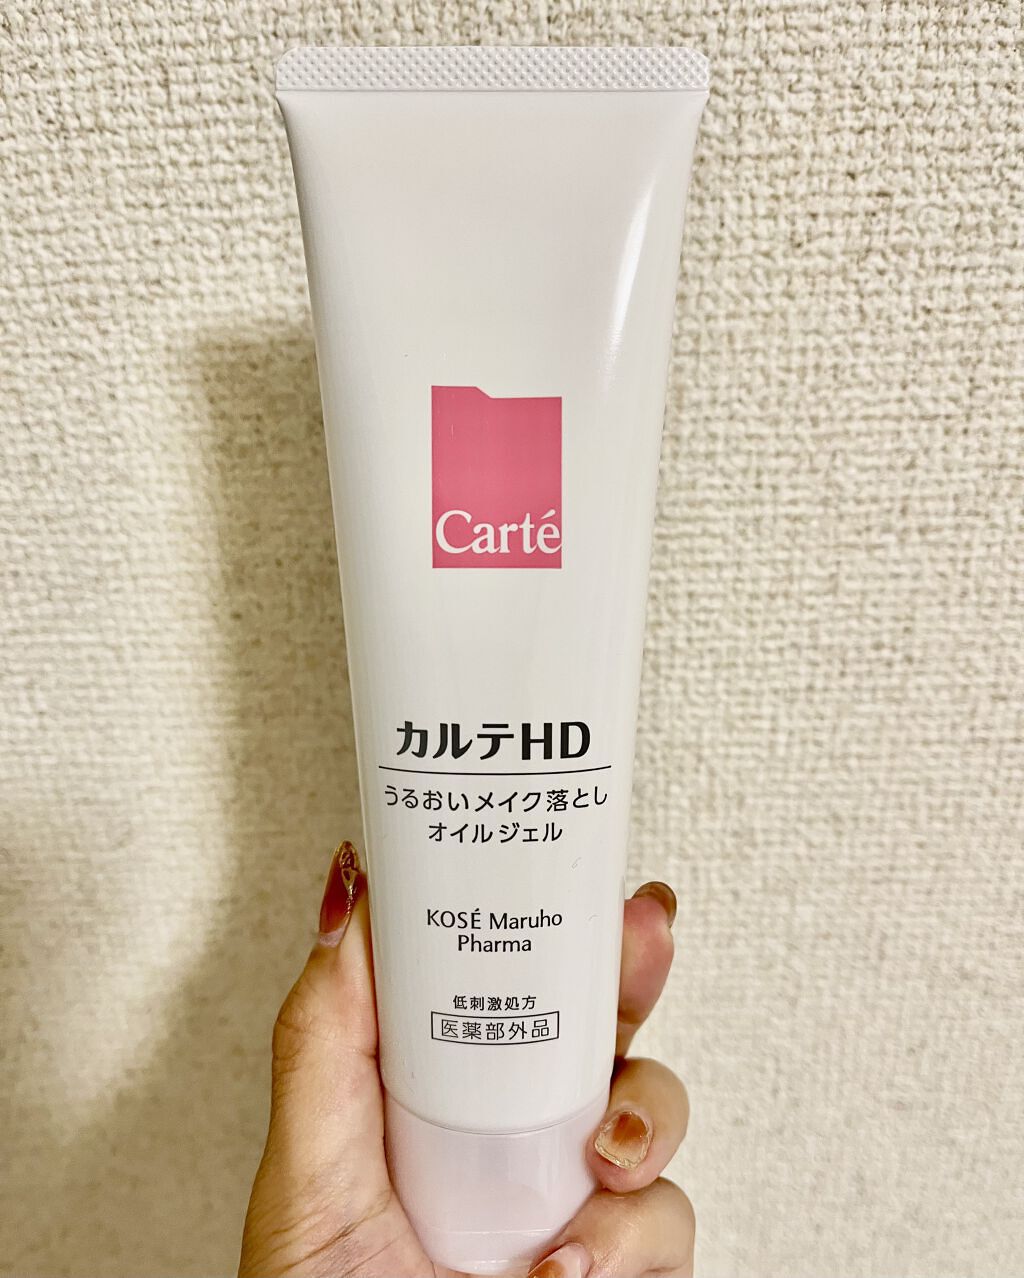 Carté
カルテHD
うるおいメイク落とし
オイルジェル
KOSÉ Maruho
Pharma
低刺激処方
医薬部外品